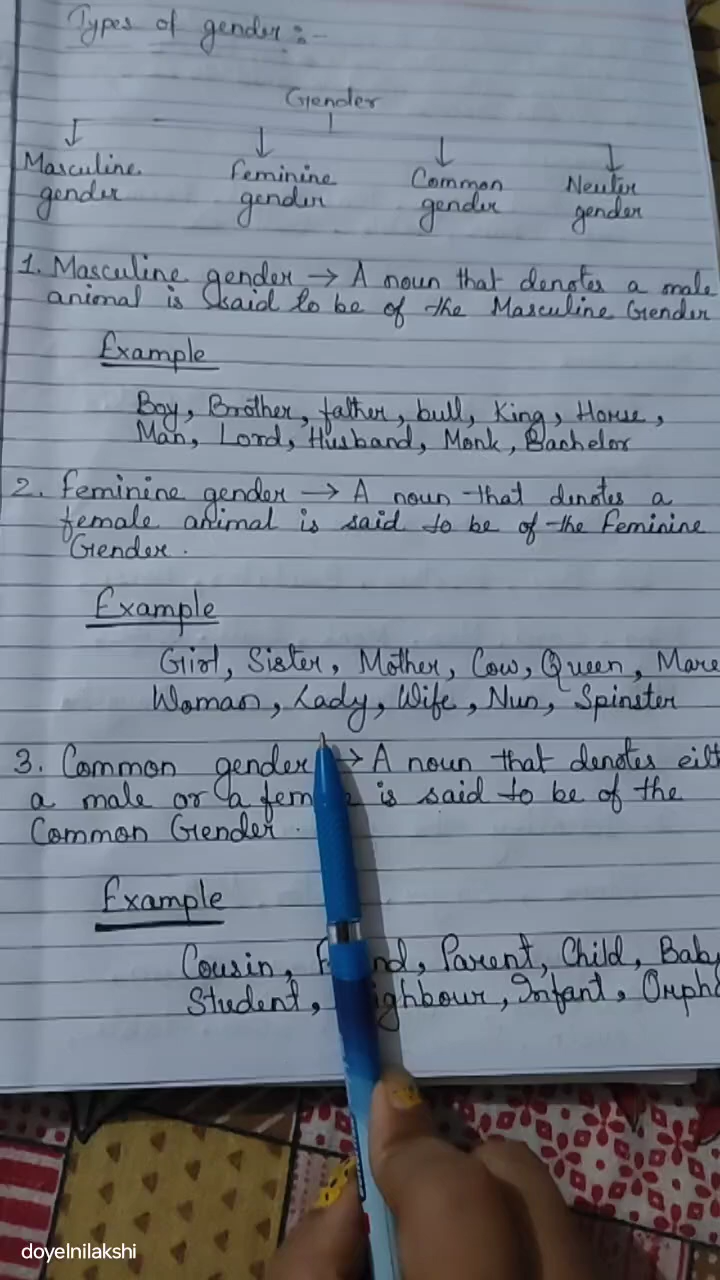 Types of gender :-
Gender
Masculine gender
Feminine gender
Common gender
Neuter gender
1. Masculine gender → A noun that denotes a male
animal is said to be of the Masculine Gender
Example
Boy, Brother, father, bull, King, Horse,
Man, Lord, Husband, Monk, Bachelor
2. Feminine gender → A noun that denotes a
female animal is said to be of the Feminine
Gender.
Example
Girl, Sister, Mother, Cow, Queen, Mare
Woman, Lady, Wife, Nun, Spinster
3. Common gender → A noun that denotes
a male or a is said to be of the
Common Gender.
Example
Cousin, Parent, Child, Baby
Student, Infant,
doyelnilakshi